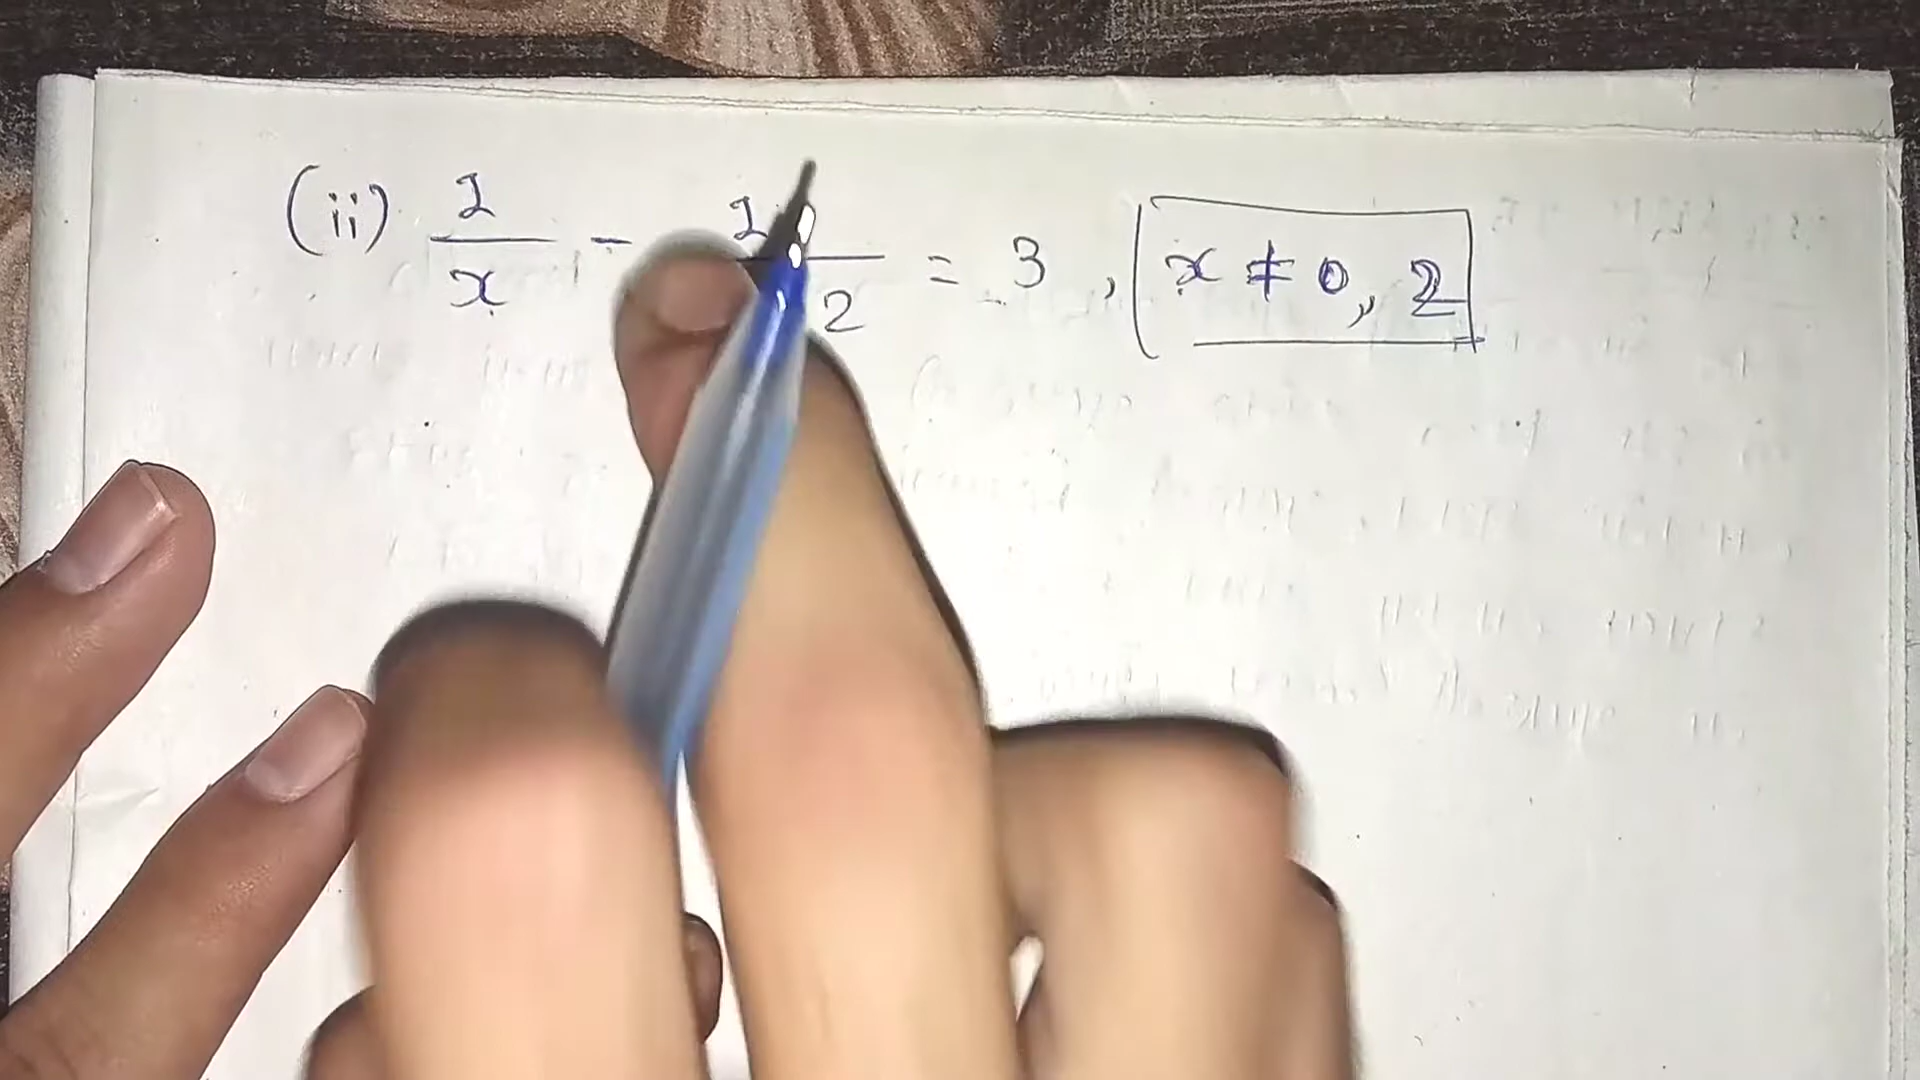 (ii) 1/x - 1/ 2 = 3 , x ≠ 0, 2